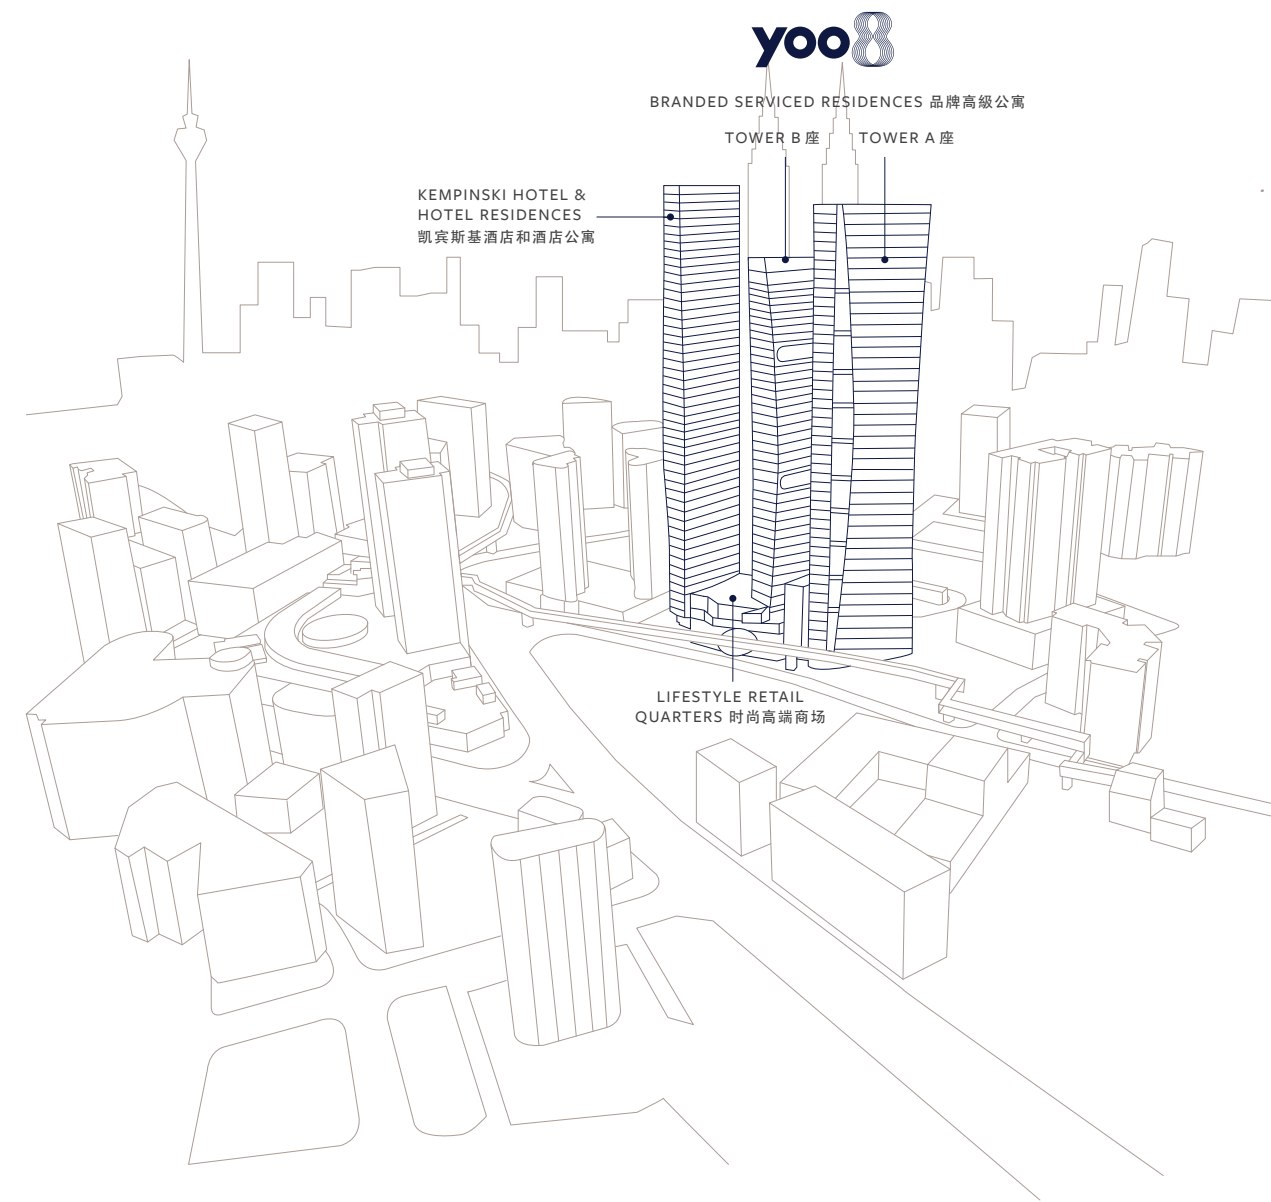 yoo8
BRANDED SERVICED RESIDENCES 品牌高級公寓
TOWER B 座
TOWER A 座
KEMPINSKI HOTEL &
HOTEL RESIDENCES
凯宾斯基酒店和酒店公寓
LIFESTYLE RETAIL
QUARTERS 时尚高端商场